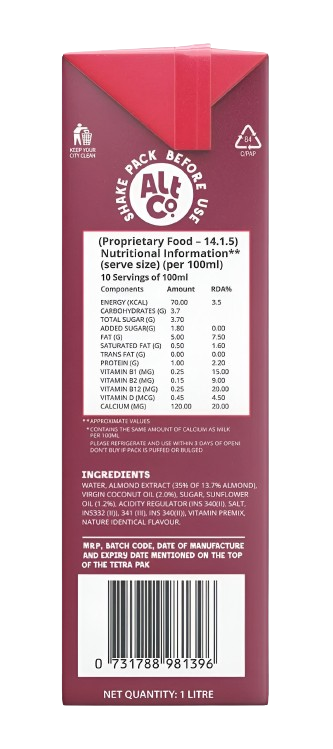 KEEP YOUR
CITY CLEAN
84
C/PAP
SHAKE PACK BEFORE USE
ALt
Co.
(Proprietary Food – 14.1.5)
Nutritional Information**
(serve size) (per 100ml)
10 Servings of 100ml
Components Amount RDA%
ENERGY (KCAL) 70.00 3.5
CARBOHYDRATES (G) 3.7
TOTAL SUGAR (G) 3.70
ADDED SUGAR(G) 1.80 0.00
FAT (G) 5.00 7.50
SATURATED FAT (G) 0.50 1.60
TRANS FAT (G) 0.00 0.00
PROTEIN (G) 1.00 2.20
VITAMIN B1 (MG) 0.25 15.00
VITAMIN B2 (MG) 0.15 9.00
VITAMIN B12 (MG) 0.25 20.00
VITAMIN D (MCG) 0.45 4.50
CALCIUM (MG) 120.00 20.00
**APPROXIMATE VALUES
*CONTAINS THE SAME AMOUNT OF CALCIUM AS MILK
PER 100ML
PLEASE REFRIGERATE AND USE WITHIN 3 DAYS OF OPENI
DON'T BUY IF PACK IS PUFFED OR BULGED
INGREDIENTS
WATER, ALMOND EXTRACT (35% OF 13.7% ALMOND),
VIRGIN COCONUT OIL (2.0%), SUGAR, SUNFLOWER
OIL (1.2%), ACIDITY REGULATOR (INS 340(II), SALT,
INS332 (II)), 341 (III), INS 340(II)), VITAMIN PREMIX,
NATURE IDENTICAL FLAVOUR.
MRP, BATCH CODE, DATE OF MANUFACTURE
AND EXPIRY DATE MENTIONED ON THE TOP
OF THE TETRA PAK
0 731788 981396
NET QUANTITY: 1 LITRE